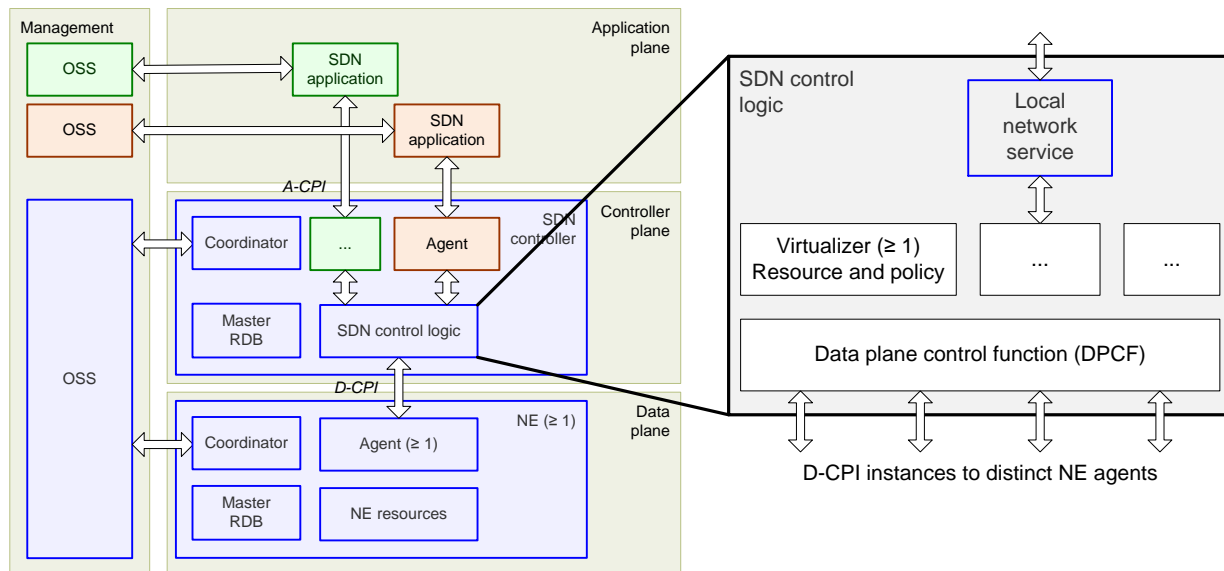 Management
OSS
OSS
OSS
Application
plane
SDN
application
SDN
application
A-CPI
Controller
plane
SDN
controller
Coordinator
...
Agent
Master
RDB
SDN control logic
D-CPI
Data
plane
NE (≥ 1)
Coordinator
Agent (≥ 1)
Master
RDB
NE resources
SDN control
logic
Local
network
service
Virtualizer (≥ 1)
Resource and policy
...
...
Data plane control function (DPCF)
D-CPI instances to distinct NE agents